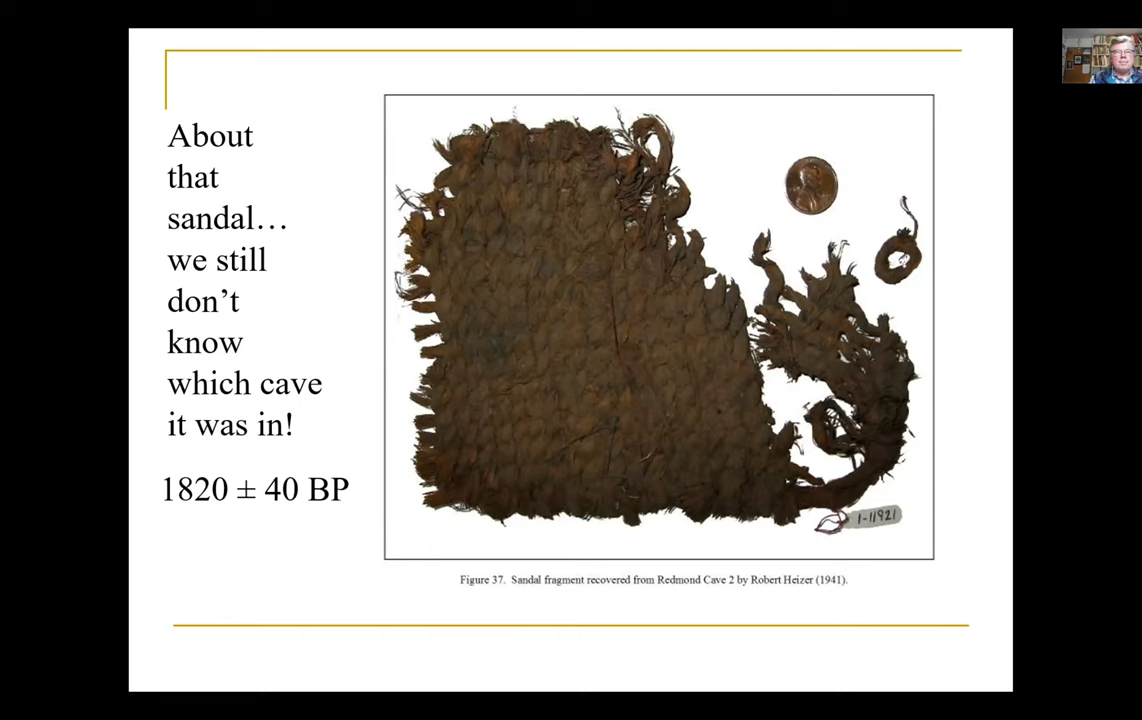 About
that
sandal…
we still
don’t
know
which cave
it was in!
1820 ± 40 BP
1-11921
Figure 37. Sandal fragment recovered from Redmond Cave 2 by Robert Heizer (1941).